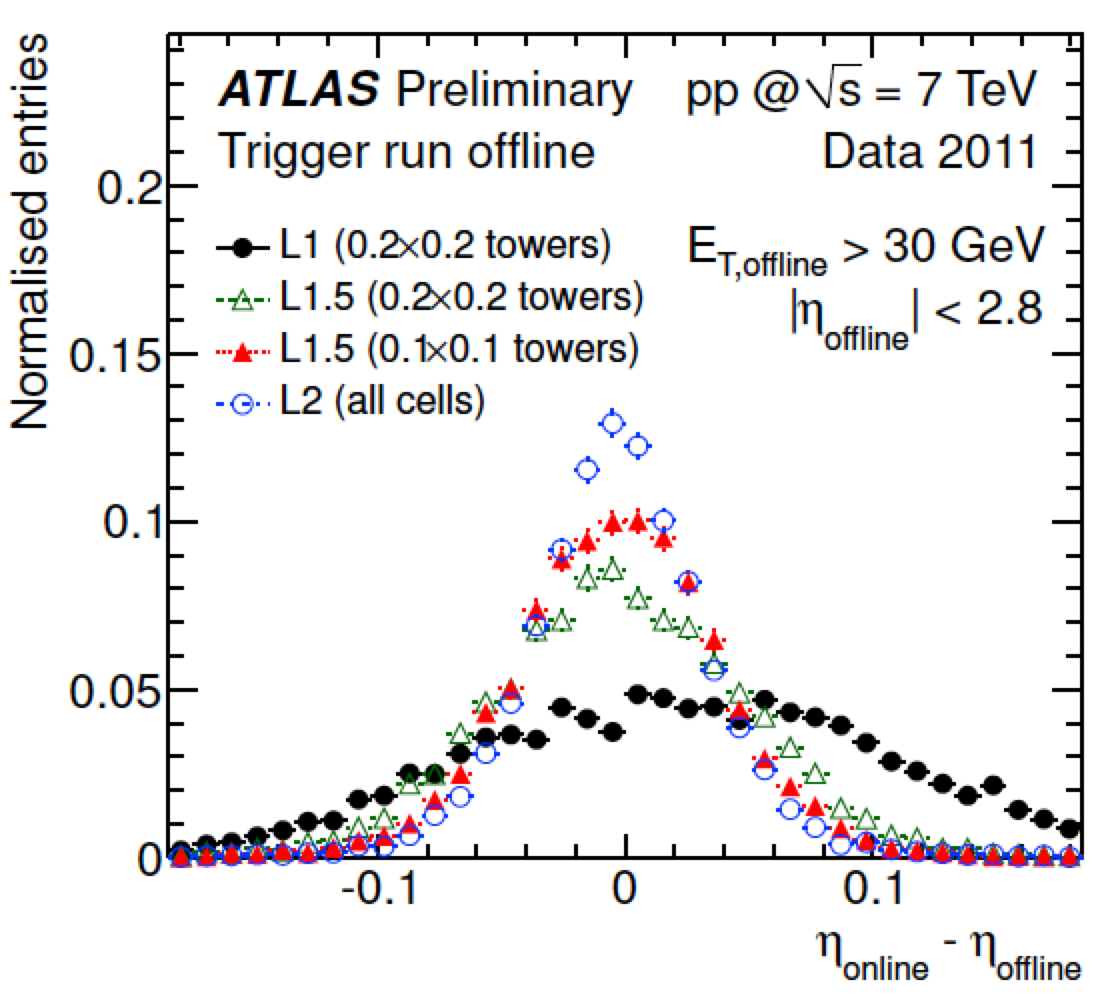 Normalised entries
ATLAS Preliminary pp @√s = 7 TeV
Trigger run offline Data 2011
L1 (0.2×0.2 towers)
L1.5 (0.2×0.2 towers)
L1.5 (0.1×0.1 towers)
L2 (all cells)
E_T,offline > 30 GeV
|η_offline| < 2.8
0.2
0.15
0.1
0.05
0
-0.1 0 0.1
η_online - η_offline